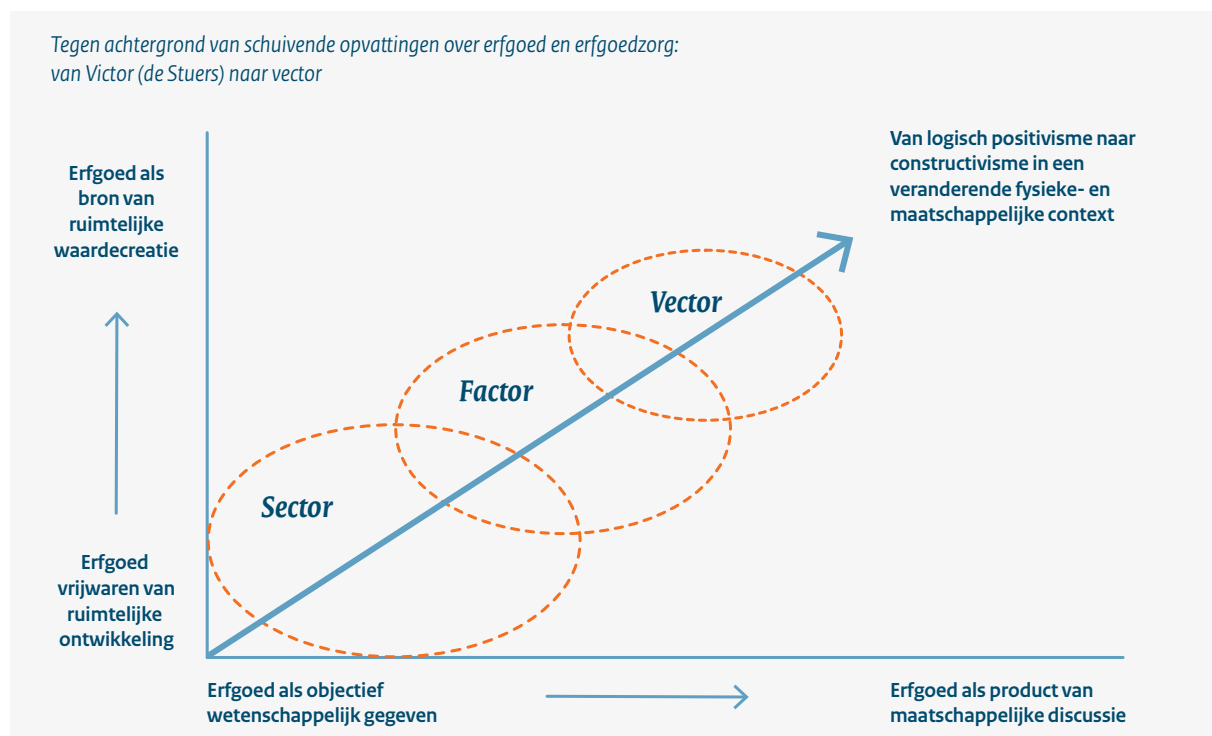 Tegen achtergrond van schuivende opvattingen over erfgoed en erfgoedzorg:
van Victor (de Stuers) naar vector
Erfgoed als
bron van
ruimtelijke
waardecreatie
Van logisch positivisme naar
constructivisme in een
veranderende fysieke- en
maatschappelijke context
Vector
Factor
Sector
Erfgoed
vrijwaren van
ruimtelijke
ontwikkeling
Erfgoed als objectief
wetenschappelijk gegeven
Erfgoed als product van
maatschappelijke discussie